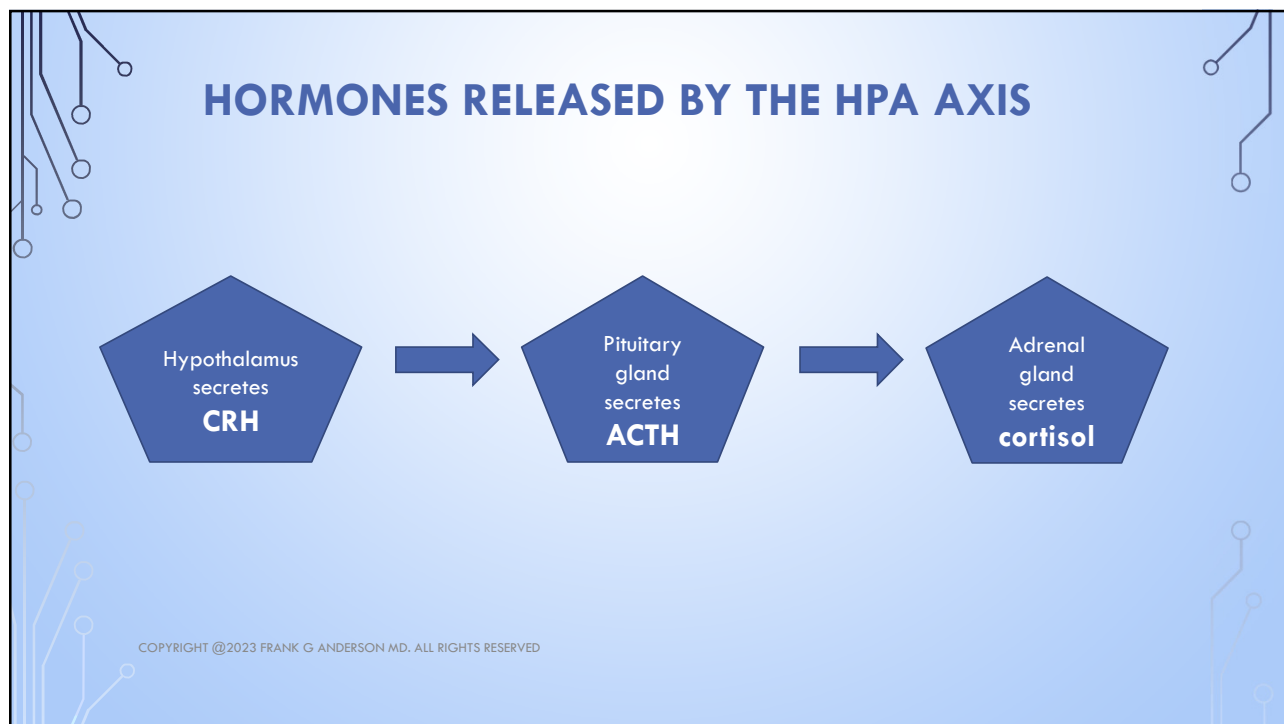 HORMONES RELEASED BY THE HPA AXIS
Hypothalamus
secretes
CRH
Pituitary
gland
secretes
ACTH
Adrenal
gland
secretes
cortisol
COPYRIGHT @2023 FRANK G ANDERSON MD. ALL RIGHTS RESERVED